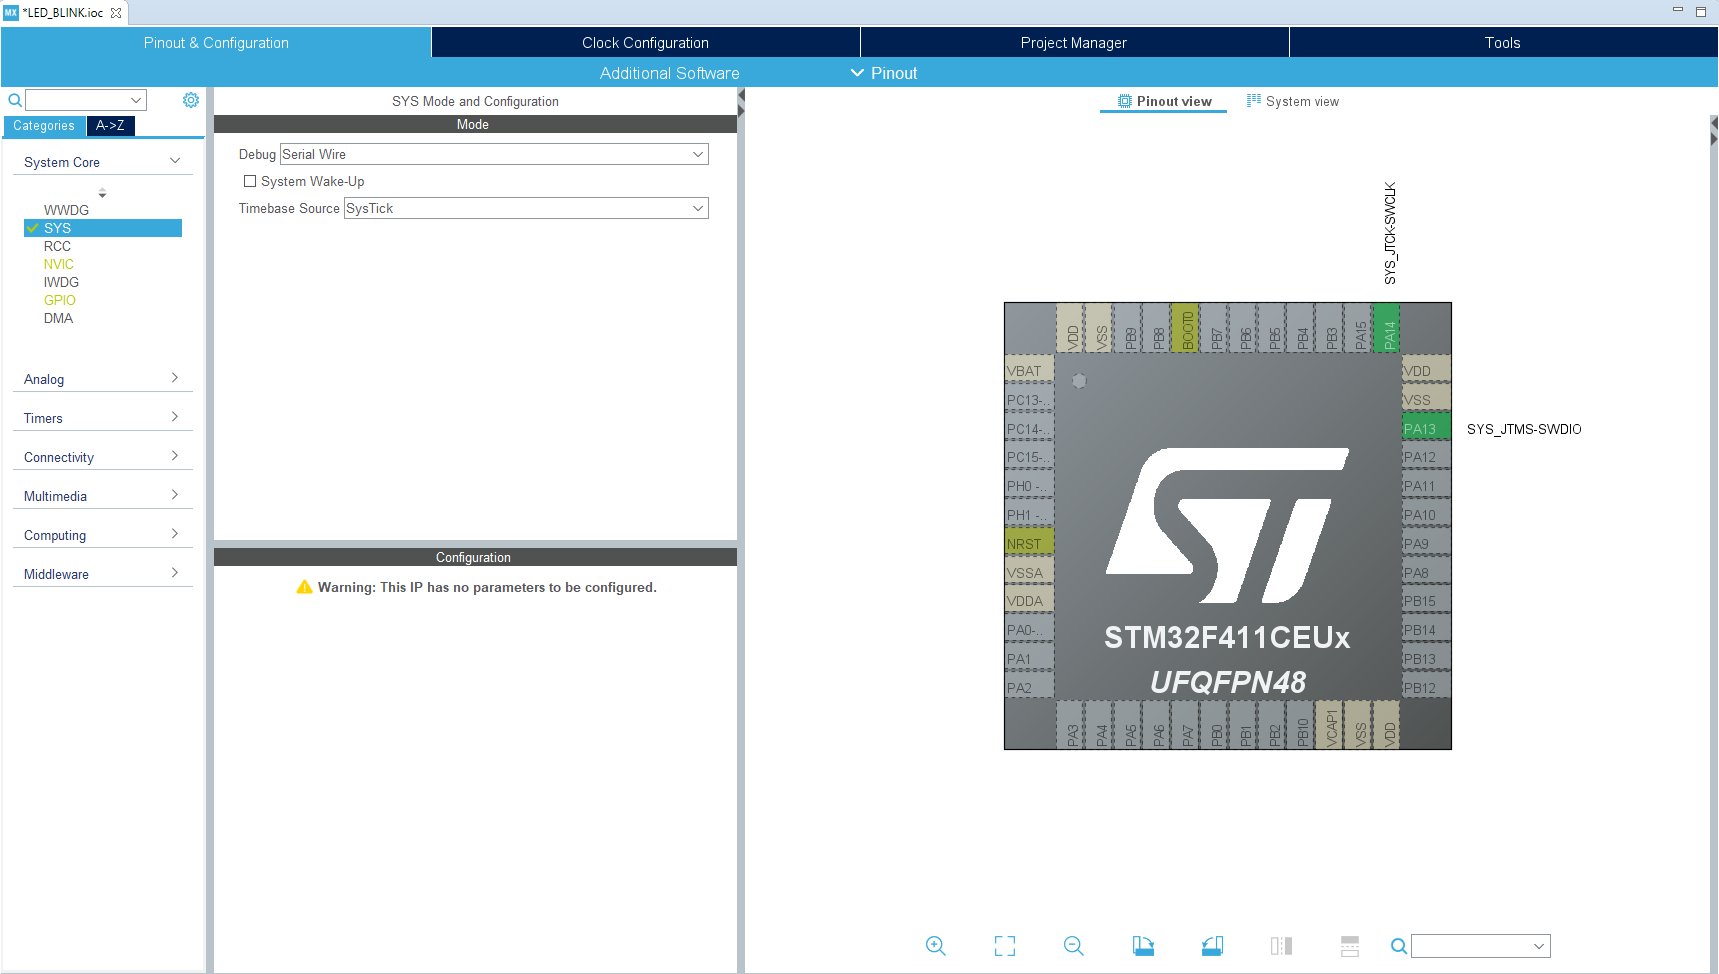 MX *LED_BLINK.ioc
Pinout & Configuration
Clock Configuration
Project Manager
Tools
Additional Software
Pinout
Categories
A->Z
System Core
WWDG
SYS
RCC
NVIC
IWDG
GPIO
DMA
Analog
Timers
Connectivity
Multimedia
Computing
Middleware
SYS Mode and Configuration
Mode
Debug Serial Wire
System Wake-Up
Timebase Source SysTick
Configuration
Warning: This IP has no parameters to be configured.
Pinout view
System view
SYS_JTCK-SWCLK
VDD
VSS
PB9
PB8
BOOT0
PB7
PB6
PB5
PB4
PB3
PA15
PA14
VBAT
PC13-..
PC14-..
PC15-..
PH0 -..
PH1 -..
NRST
VSSA
VDDA
PA0-..
PA1
PA2
VDD
VSS
PA13
SYS_JTMS-SWDIO
PA12
PA11
PA10
PA9
PA8
PB15
PB14
PB13
PB12
ST
STM32F411CEUx
UFQFPN48
PA3
PA4
PA5
PA6
PA7
PB0
PB1
PB2
PB10
VCAP1
VSS
VDD